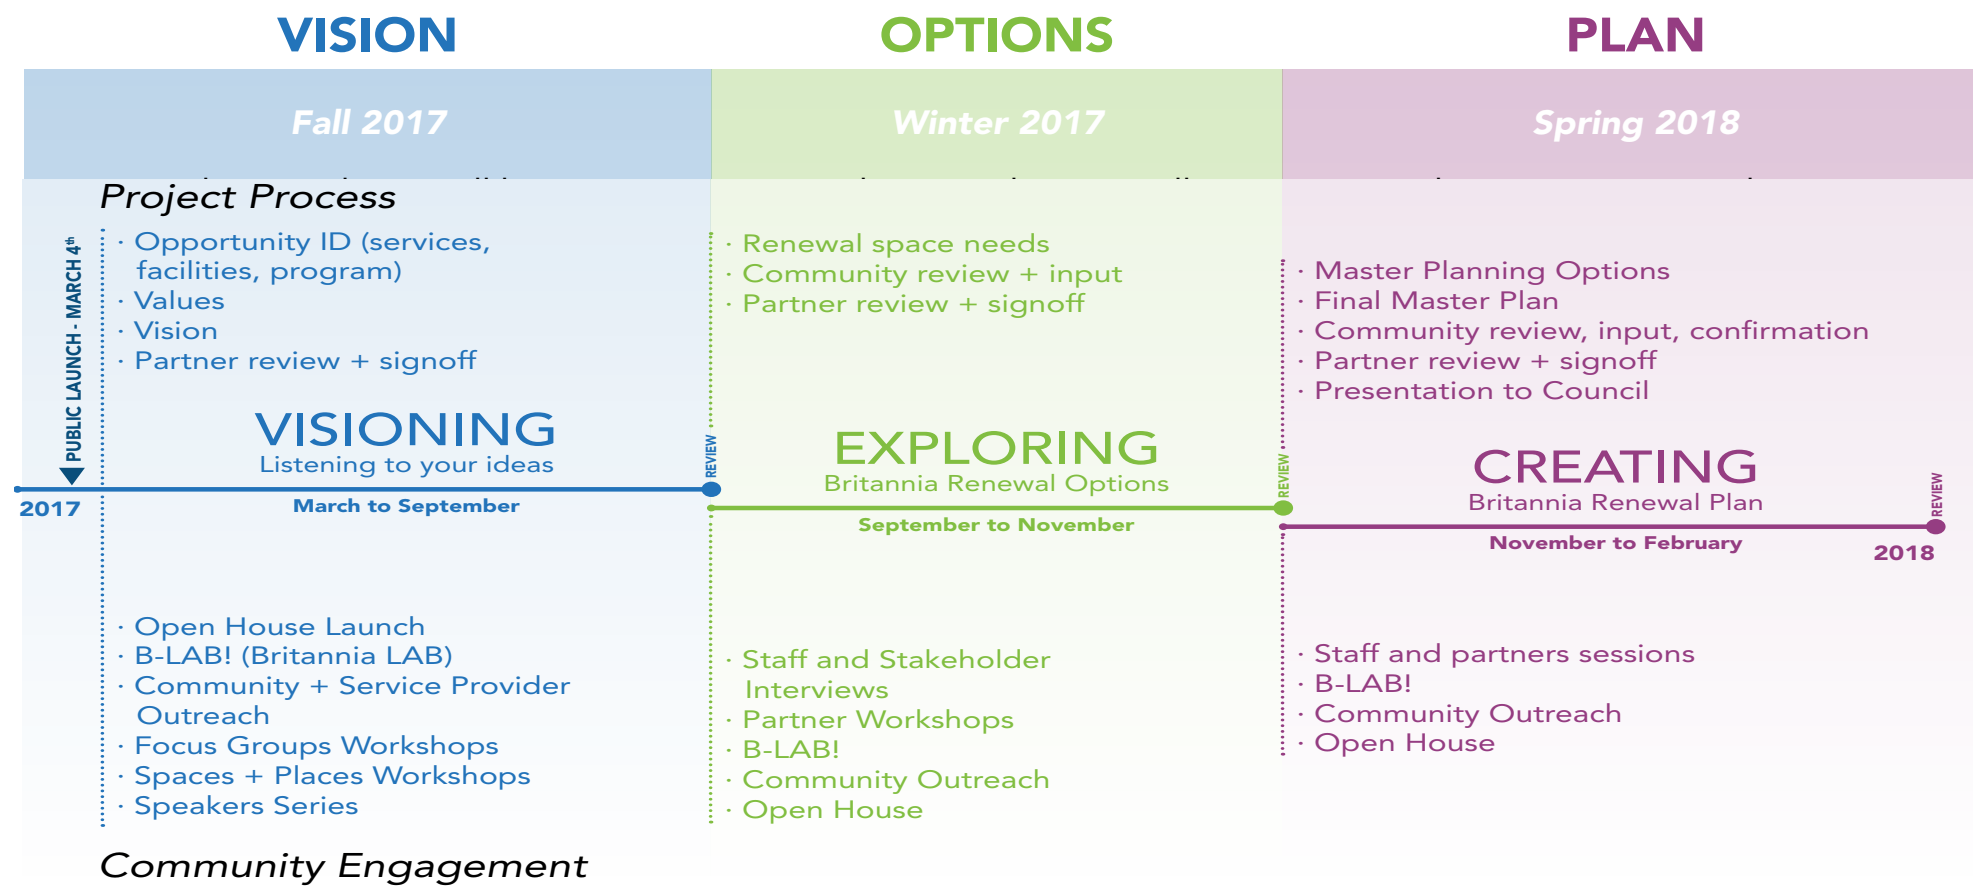 VISION
OPTIONS
PLAN
Fall 2017
Winter 2017
Spring 2018
Project Process
PUBLIC LAUNCH - MARCH 4th
· Opportunity ID (services,
facilities, program)
· Values
· Vision
· Partner review + signoff
VISIONING
Listening to your ideas
March to September
2017
REVIEW
· Renewal space needs
· Community review + input
· Partner review + signoff
EXPLORING
Britannia Renewal Options
September to November
REVIEW
· Master Planning Options
· Final Master Plan
· Community review, input, confirmation
· Partner review + signoff
· Presentation to Council
CREATING
Britannia Renewal Plan
November to February
2018
REVIEW
· Open House Launch
· B-LAB! (Britannia LAB)
· Community + Service Provider
Outreach
· Focus Groups Workshops
· Spaces + Places Workshops
· Speakers Series
· Staff and Stakeholder
Interviews
· Partner Workshops
· B-LAB!
· Community Outreach
· Open House
· Staff and partners sessions
· B-LAB!
· Community Outreach
· Open House
Community Engagement